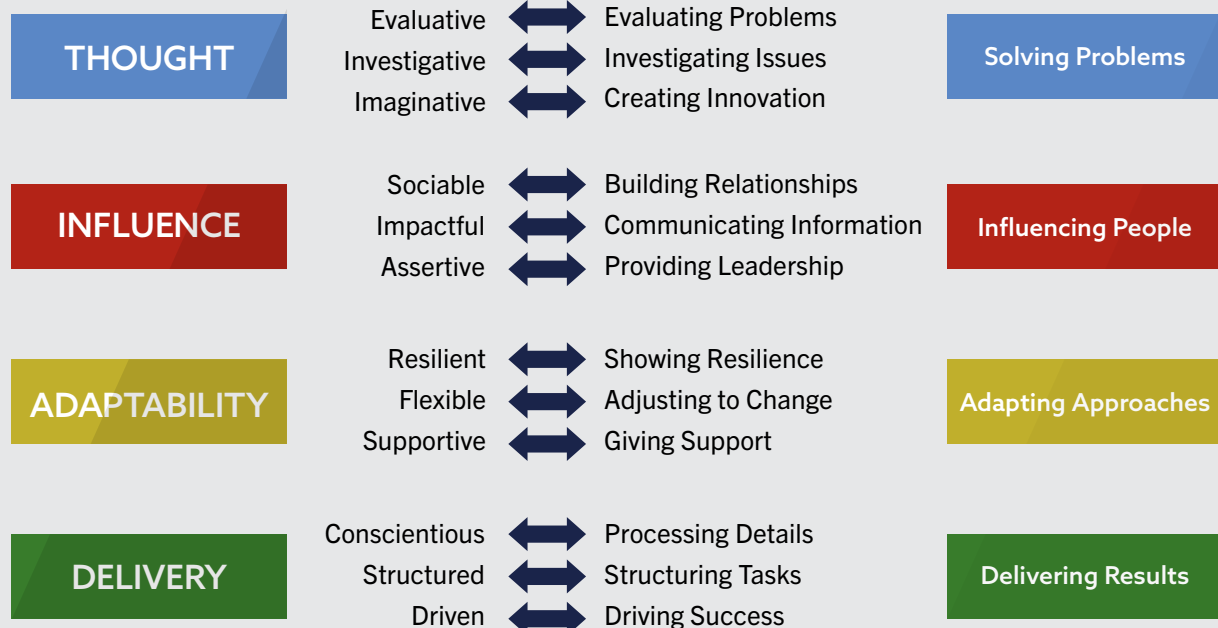 THOUGHT
Evaluative Evaluating Problems
Investigative Investigating Issues
Imaginative Creating Innovation
Solving Problems
INFLUENCE
Sociable Building Relationships
Impactful Communicating Information
Assertive Providing Leadership
Influencing People
ADAPTABILITY
Resilient Showing Resilience
Flexible Adjusting to Change
Supportive Giving Support
Adapting Approaches
DELIVERY
Conscientious Processing Details
Structured Structuring Tasks
Driven Driving Success
Delivering Results